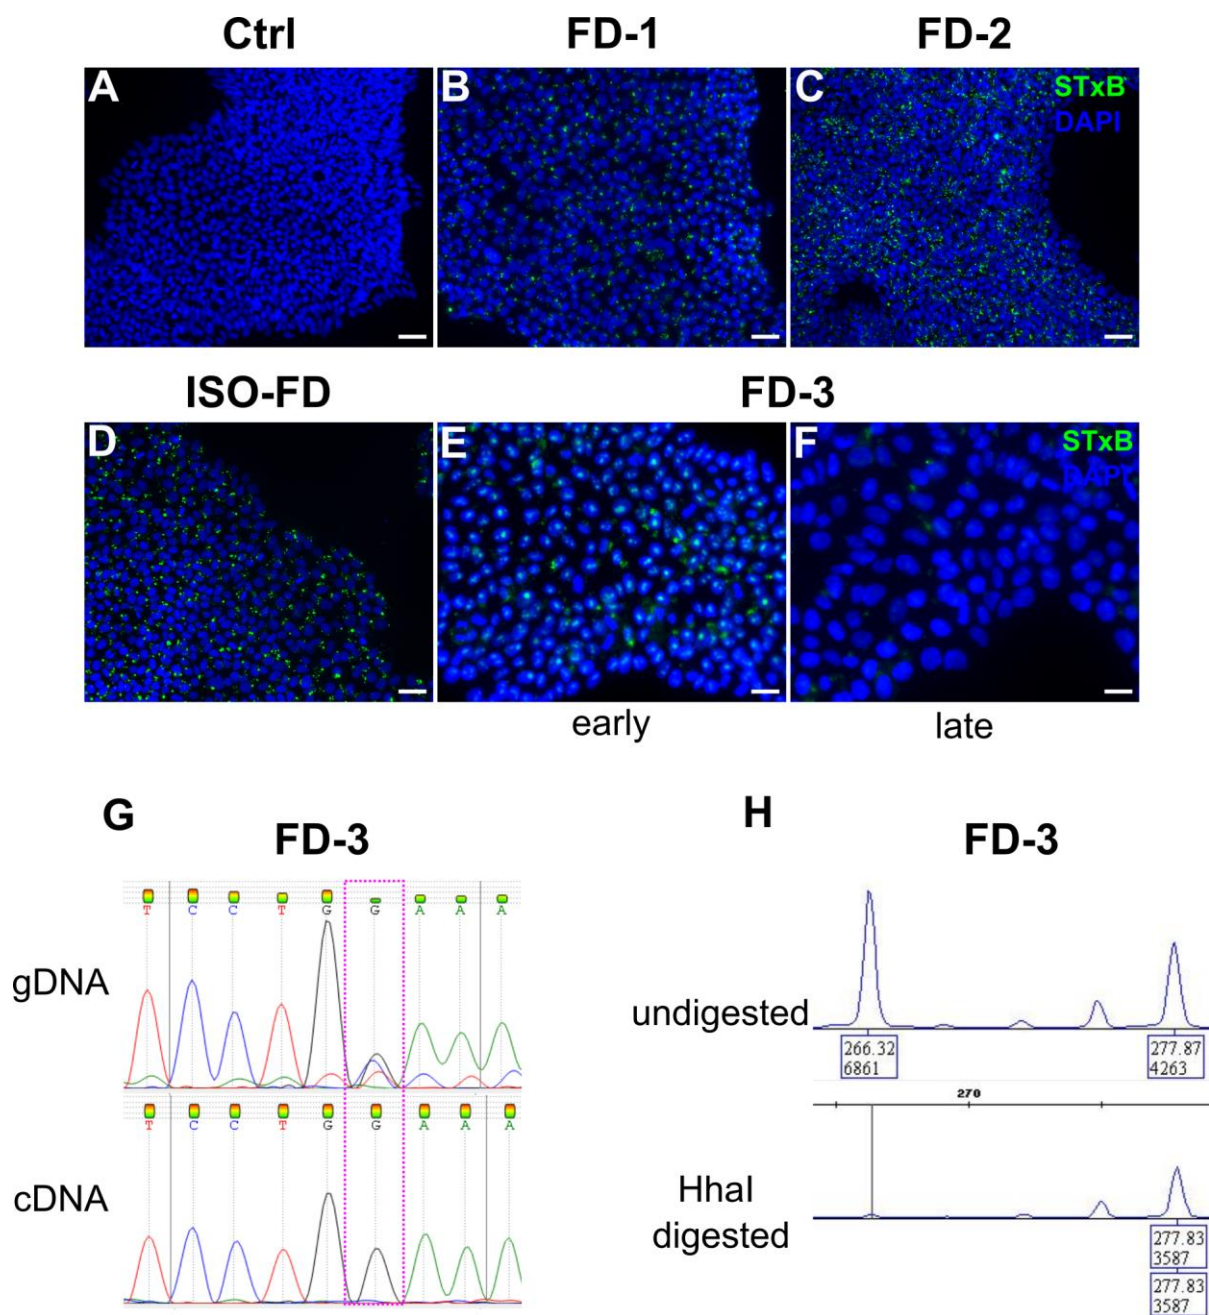 Ctrl FD-1 FD-2
A B C STxB
DAPI
ISO-FD FD-3
D E F STxB
DAPI
early late
G H
FD-3 FD-3
T C C T G G A A A
gDNA
undigested
266.32 277.87
6861 4263
270
T C C T G G A A A
cDNA
HhaI
digested
277.83
3587
277.83
3587